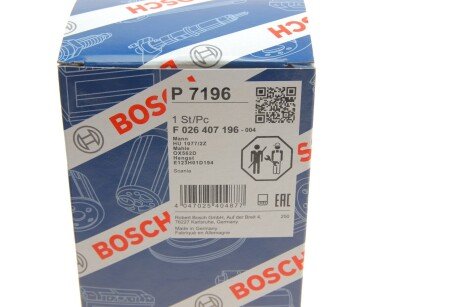 BOSCH
BOSCH
P 7196
1 St/Pc
F 026 407 196 - 004
Mann
HU 1077/2Z
Mahle
OX562D
Hengst
E123H01D194
Scania
4 047025 404877
EAC
Robert Bosch GmbH, Auf der Breit 4,
76227 Karlsruhe, Germany
Made in Germany
Fabriqué en Allemagne
200
BOSCH
BOSCH
BOSCH